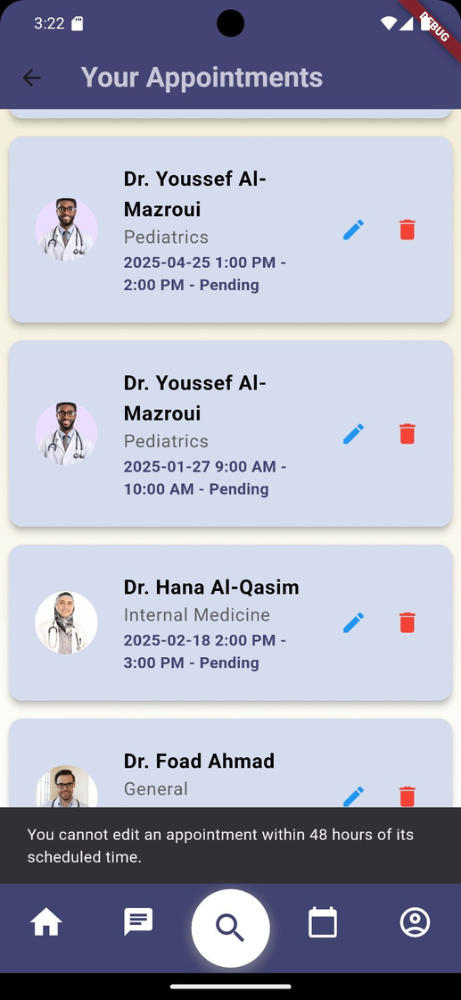 3:22
DEBUG
Your Appointments
Dr. Youssef Al-
Mazroui
Pediatrics
2025-04-25 1:00 PM -
2:00 PM - Pending
Dr. Youssef Al-
Mazroui
Pediatrics
2025-01-27 9:00 AM -
10:00 AM - Pending
Dr. Hana Al-Qasim
Internal Medicine
2025-02-18 2:00 PM -
3:00 PM - Pending
Dr. Foad Ahmad
General
You cannot edit an appointment within 48 hours of its
scheduled time.